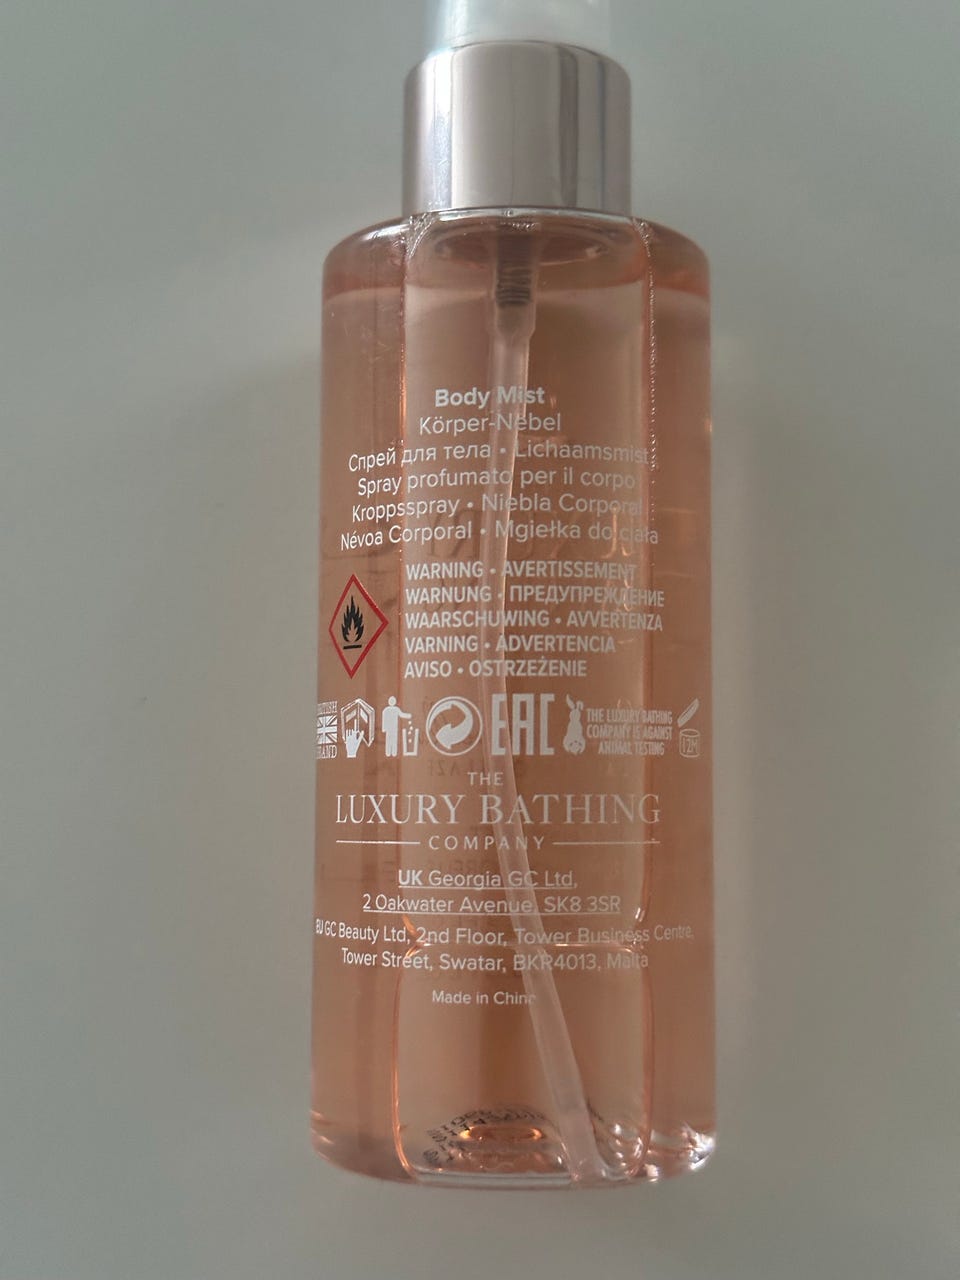 Body Mist
Körper-Nebel
Спрей для тела • Lichaamsmist
Spray profumato per il corpo
Kroppsspray • Niebla Corporal
Névoa Corporal • Mgiełka do ciała
WARNING • AVERTISSEMENT
WARNUNG • ПРЕДУПРЕЖДЕНИЕ
WAARSCHUWING • AVVERTENZA
VARNING • ADVERTENCIA
AVISO • OSTRZEŻENIE
BRITISH
BRAND
EAC
THE LUXURY BATHING
COMPANY IS AGAINST
ANIMAL TESTING
12M
THE
LUXURY BATHING
COMPANY
UK Georgia GC Ltd,
2 Oakwater Avenue, SK8 3SR
EU GC Beauty Ltd, 2nd Floor, Tower Business Centre,
Tower Street, Swatar, BKR4013, Malta
Made in China